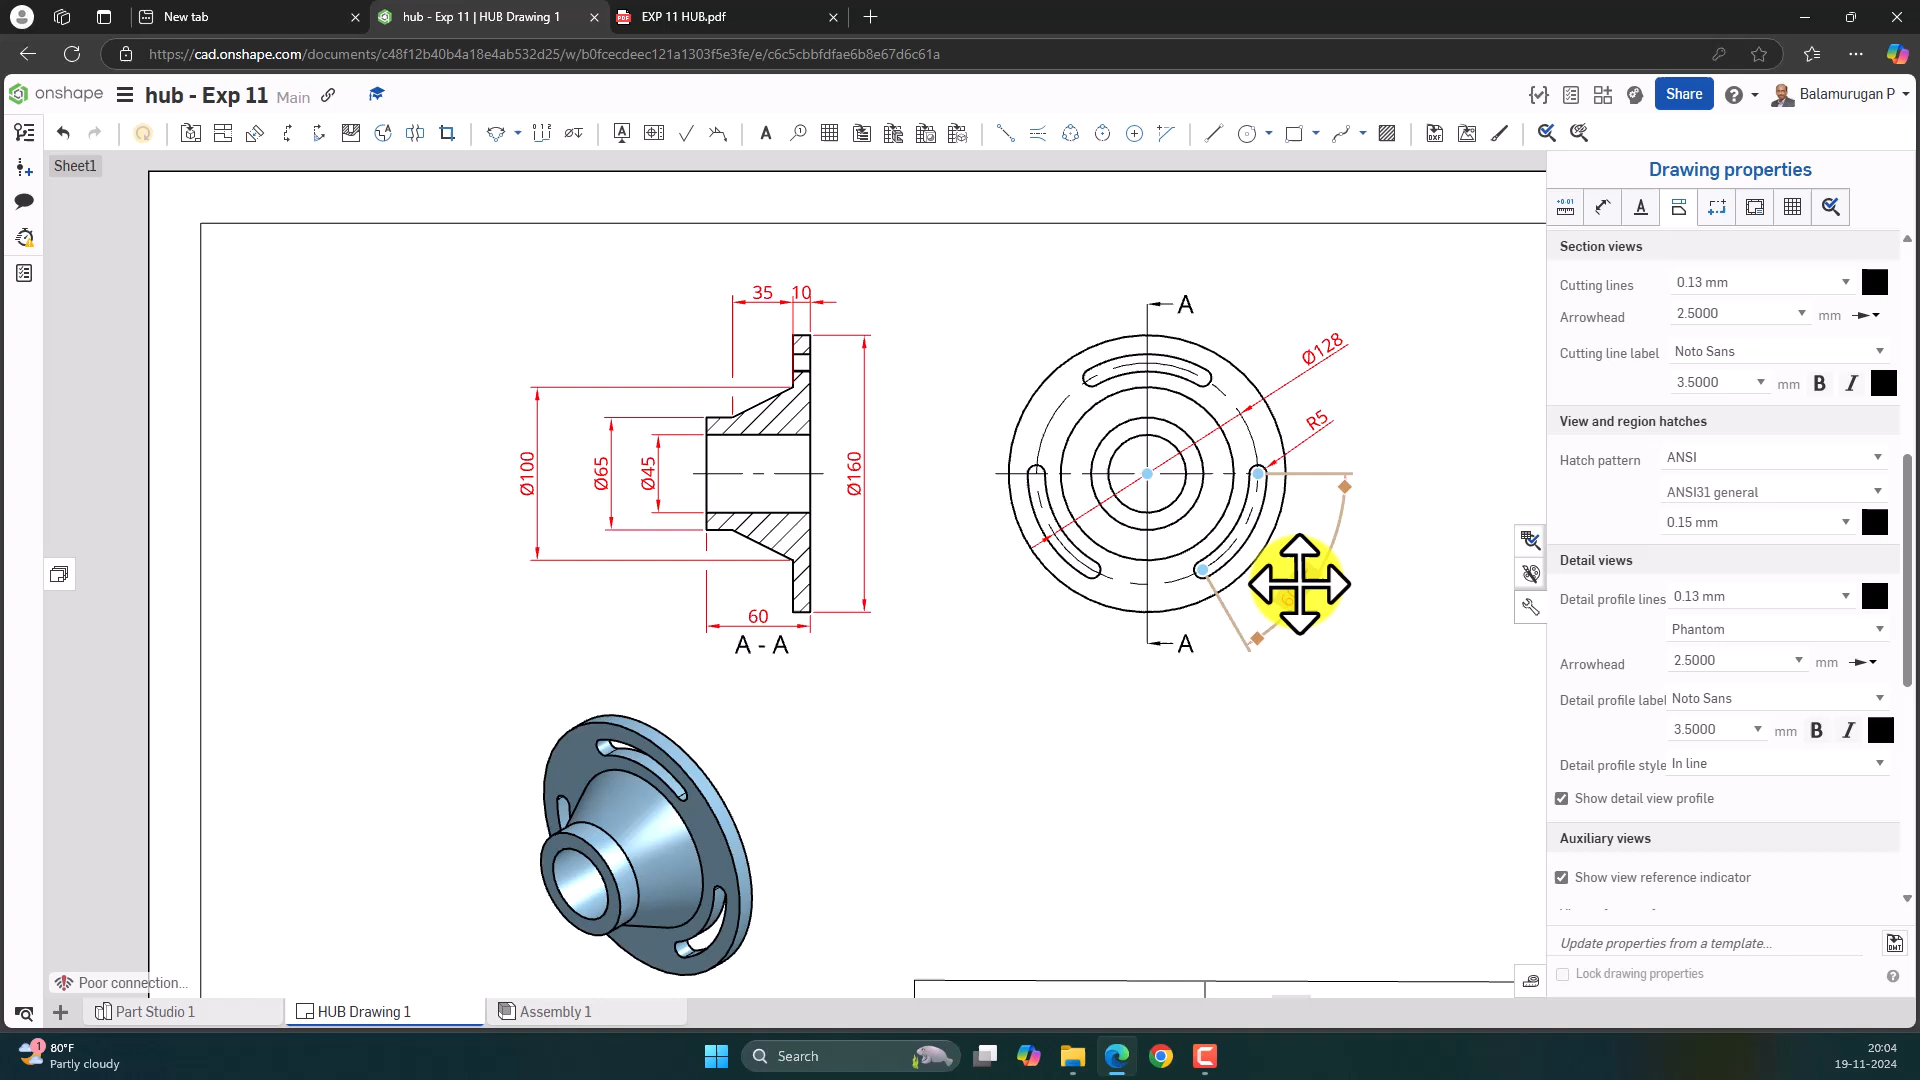 New tab
hub - Exp 11 | HUB Drawing 1
EXP 11 HUB.pdf
https://cad.onshape.com/documents/c48f12b40b4a18e4ab532d25/w/b0fcecdeec121a1303f5e3fe/e/c6c5cbbfdfae6b8e67d6c61a
onshape
hub - Exp 11 Main
Share
Balamurugan P
Sheet1
Drawing properties
Section views
Cutting lines 0.13 mm
Arrowhead 2.5000 mm
Cutting line label Noto Sans
3.5000 mm B I
View and region hatches
Hatch pattern ANSI
ANSI31 general
0.15 mm
Detail views
Detail profile lines 0.13 mm
Phantom
Arrowhead 2.5000 mm
Detail profile label Noto Sans
3.5000 mm B I
Detail profile style In line
Show detail view profile
Auxiliary views
Show view reference indicator
Update properties from a template...
Lock drawing properties
35 10
Ø100
Ø65
Ø45
Ø160
60
A - A
A
Ø128
R5
A
Poor connection...
Part Studio 1
HUB Drawing 1
Assembly 1
1
80°F
Partly cloudy
Search
20:04
19-11-2024